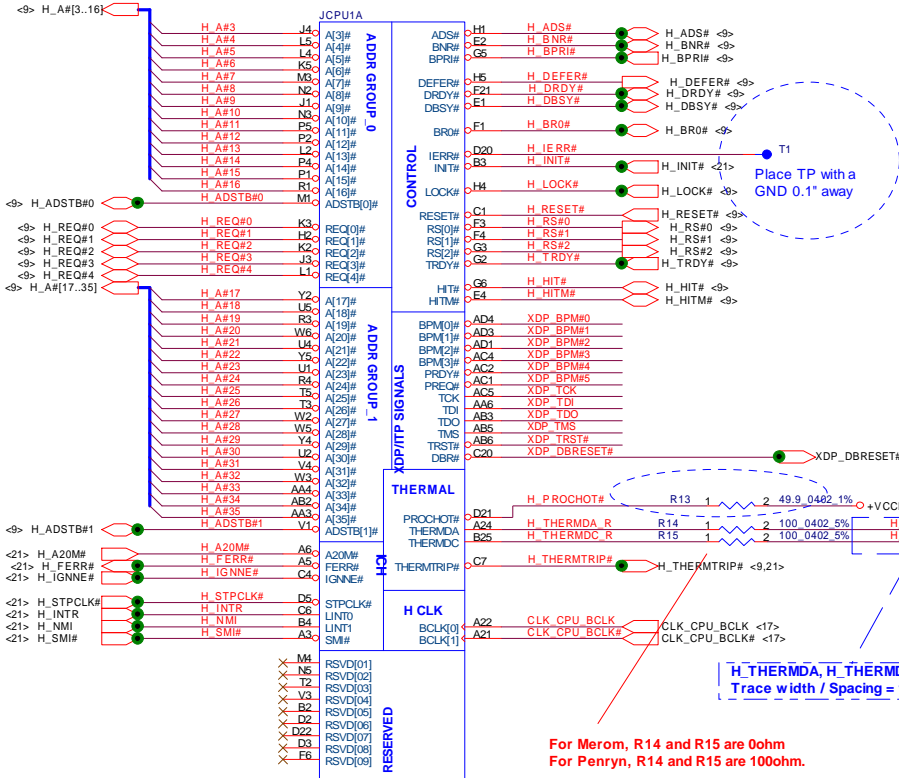 <9> H_A#[3..16]
JCPU1A
H_A#3 J4 A[3]#
H_A#4 L5 A[4]#
H_A#5 L4 A[5]#
H_A#6 K5 A[6]#
H_A#7 M3 A[7]#
H_A#8 N2 A[8]#
H_A#9 J1 A[9]#
H_A#10 N3 A[10]#
H_A#11 P5 A[11]#
H_A#12 P2 A[12]#
H_A#13 L2 A[13]#
H_A#14 P4 A[14]#
H_A#15 P1 A[15]#
H_A#16 R1 A[16]#
<9> H_ADSTB#0 H_ADSTB#0 M1 ADSTB[0]#
ADDR GROUP_0
<9> H_REQ#0 H_REQ#0 K3 REQ[0]#
<9> H_REQ#1 H_REQ#1 H2 REQ[1]#
<9> H_REQ#2 H_REQ#2 K2 REQ[2]#
<9> H_REQ#3 H_REQ#3 J3 REQ[3]#
<9> H_REQ#4 H_REQ#4 L1 REQ[4]#
<9> H_A#[17..35]
H_A#17 Y2 A[17]#
H_A#18 U5 A[18]#
H_A#19 R3 A[19]#
H_A#20 W6 A[20]#
H_A#21 U4 A[21]#
H_A#22 Y5 A[22]#
H_A#23 U1 A[23]#
H_A#24 R4 A[24]#
H_A#25 T5 A[25]#
H_A#26 T3 A[26]#
H_A#27 W2 A[27]#
H_A#28 W5 A[28]#
H_A#29 Y4 A[29]#
H_A#30 U2 A[30]#
H_A#31 V4 A[31]#
H_A#32 W3 A[32]#
H_A#33 AA4 A[33]#
H_A#34 AB2 A[34]#
H_A#35 AA3 A[35]#
<9> H_ADSTB#1 H_ADSTB#1 V1 ADSTB[1]#
ADDR GROUP_1
<21> H_A20M# H_A20M# A6 A20M#
<21> H_FERR# H_FERR# A5 FERR#
<21> H_IGNNE# H_IGNNE# C4 IGNNE#
<21> H_STPCLK# H_STPCLK# D5 STPCLK#
<21> H_INTR H_INTR C6 LINT0
<21> H_NMI H_NMI B4 LINT1
<21> H_SMI# H_SMI# A3 SMI#
ICH
M4 RSVD[01]
N5 RSVD[02]
T2 RSVD[03]
V3 RSVD[04]
B2 RSVD[05]
D2 RSVD[06]
D22 RSVD[07]
D3 RSVD[08]
F6 RSVD[09]
RESERVED
CONTROL
ADS# H1 H_ADS# H_ADS# <9>
BNR# E2 H_BNR# H_BNR# <9>
BPRI# G5 H_BPRI# H_BPRI# <9>
DEFER# H5 H_DEFER# H_DEFER# <9>
DRDY# F21 H_DRDY# H_DRDY# <9>
DBSY# E1 H_DBSY# H_DBSY# <9>
BR0# F1 H_BR0# H_BR0# <9>
IERR# D20 H_IERR# T1
INIT# B3 H_INIT# H_INIT# <21>
Place TP with a
GND 0.1" away
LOCK# H4 H_LOCK# H_LOCK# <9>
RESET# C1 H_RESET# H_RESET# <9>
RS[0]# F3 H_RS#0 H_RS#0 <9>
RS[1]# F4 H_RS#1 H_RS#1 <9>
RS[2]# G3 H_RS#2 H_RS#2 <9>
TRDY# G2 H_TRDY# H_TRDY# <9>
HIT# G6 H_HIT# H_HIT# <9>
HITM# E4 H_HITM# H_HITM# <9>
XDP/ITP SIGNALS
BPM[0]# AD4 XDP_BPM#0
BPM[1]# AD3 XDP_BPM#1
BPM[2]# AD1 XDP_BPM#2
BPM[3]# AC4 XDP_BPM#3
PRDY# AC2 XDP_BPM#4
PREQ# AC1 XDP_BPM#5
TCK AC5 XDP_TCK
TDI AA6 XDP_TDI
TDO AB3 XDP_TDO
TMS AB5 XDP_TMS
TRST# AB6 XDP_TRST#
DBR# C20 XDP_DBRESET# XDP_DBRESET#
THERMAL
PROCHOT# D21 H_PROCHOT# R13 1 2 49.9_0402_1% +VCC
THERMDA A24 H_THERMDA_R R14 1 2 100_0402_5% H
THERMDC B25 H_THERMDC_R R15 1 2 100_0402_5% H
THERMTRIP# C7 H_THERMTRIP# H_THERMTRIP# <9,21>
H CLK
BCLK[0] A22 CLK_CPU_BCLK CLK_CPU_BCLK <17>
BCLK[1] A21 CLK_CPU_BCLK# CLK_CPU_BCLK# <17>
H_THERMDA, H_THERMD
Trace width / Spacing =
For Merom, R14 and R15 are 0ohm
For Penryn, R14 and R15 are 100ohm.